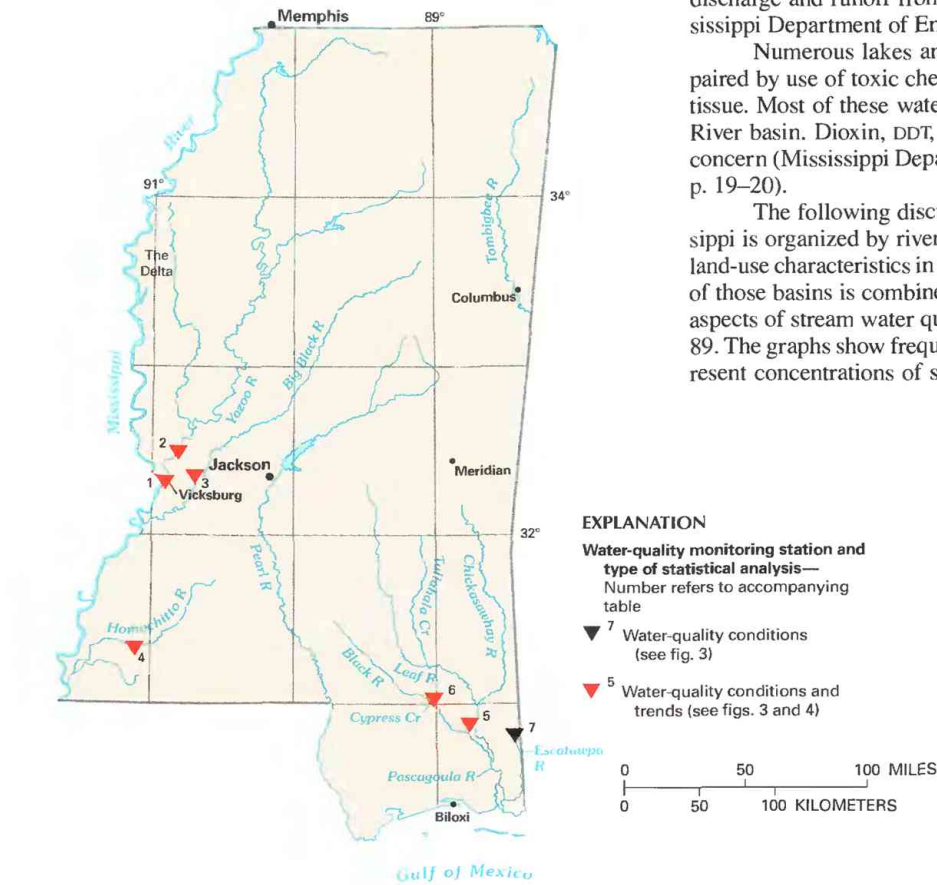 Memphis
89°
River
91°
34°
Tombigbee R
The
Delta
Columbus
Big Black R
Yazoo R
Mississippi
2
Jackson
Meridian
1
3
Vicksburg
32°
Pearl R
Tallahala Cr
Chickasawhay R
Homochitto R
4
Black R
Leaf R
6
Cypress Cr
5
7
Escatawpa
R
Pascagoula R
Biloxi
Gulf of Mexico
discharge and runoff from
sissippi Department of En
Numerous lakes an
paired by use of toxic che
tissue. Most of these wate
River basin. Dioxin, DDT,
concern (Mississippi Depa
p. 19–20).
The following disc
sippi is organized by river
land-use characteristics in
of those basins is combine
aspects of stream water qu
89. The graphs show frequ
resent concentrations of s
EXPLANATION
Water-quality monitoring station and
type of statistical analysis—
Number refers to accompanying
table
7 Water-quality conditions
(see fig. 3)
5 Water-quality conditions and
trends (see figs. 3 and 4)
0 50 100 MILES
0 50 100 KILOMETERS